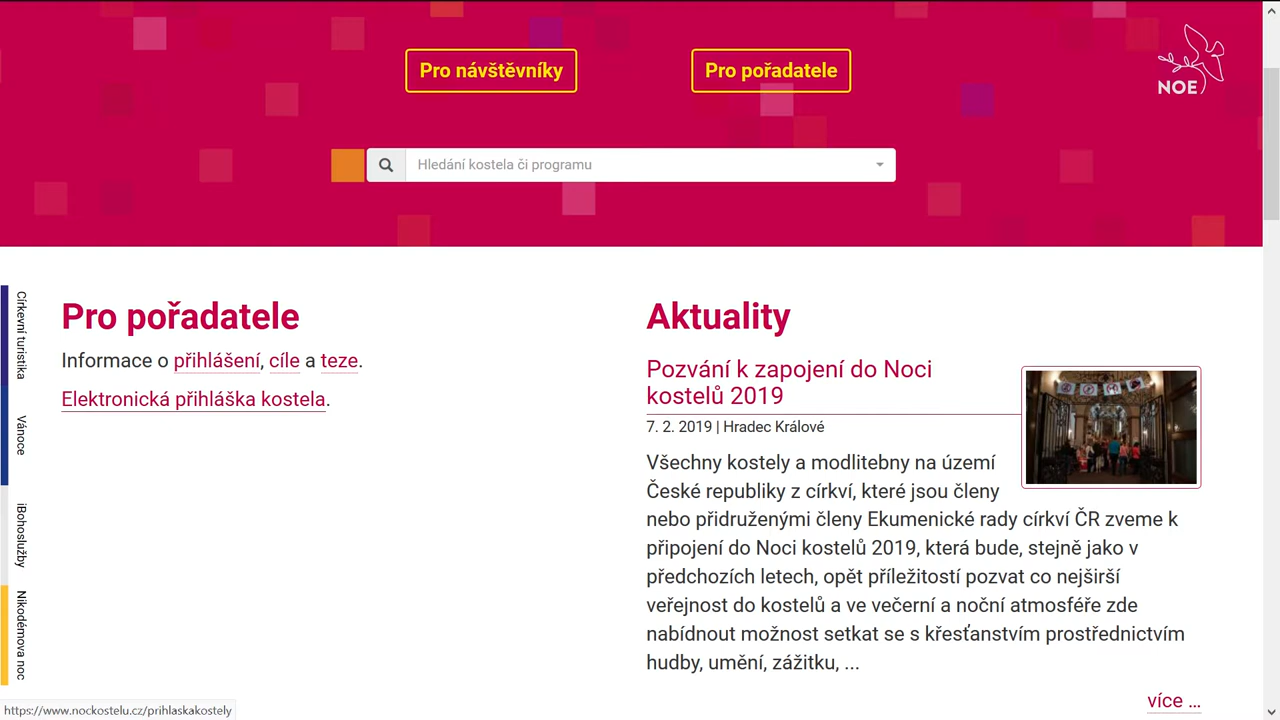 Pro návštěvníky
Pro pořadatele
NOE
Hledání kostela či programu
Církevní turistika
Vánoce
iBohoslužby
Nikodémova noc
Pro pořadatele
Informace o přihlášení, cíle a teze.
Elektronická přihláška kostela.
Aktuality
Pozvání k zapojení do Noci
kostelů 2019
7. 2. 2019 | Hradec Králové
Všechny kostely a modlitebny na území
České republiky z církví, které jsou členy
nebo přidruženými členy Ekumenické rady církví ČR zveme k
připojení do Noci kostelů 2019, která bude, stejně jako v
předchozích letech, opět příležitostí pozvat co nejširší
veřejnost do kostelů a ve večerní a noční atmosféře zde
nabídnout možnost setkat se s křesťanstvím prostřednictvím
hudby, umění, zážitku, ...
více ...
https://www.nockostelu.cz/prihlaskakostely